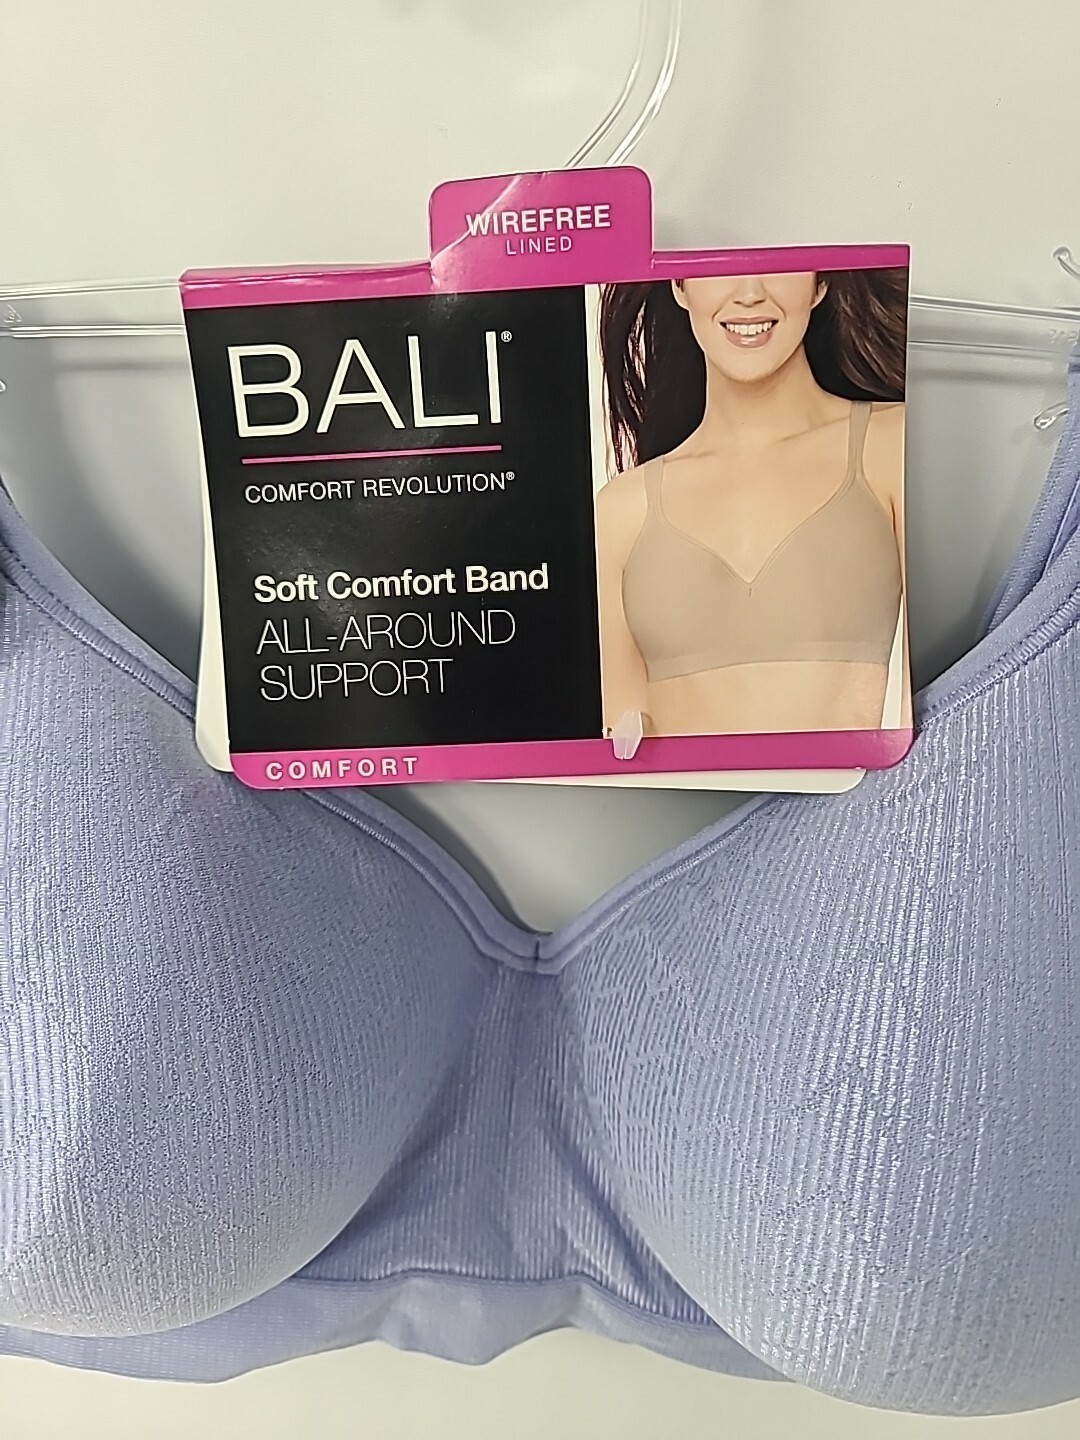 WIREFREE
LINED
BALI®
COMFORT REVOLUTION®
Soft Comfort Band
ALL-AROUND
SUPPORT
COMFORT